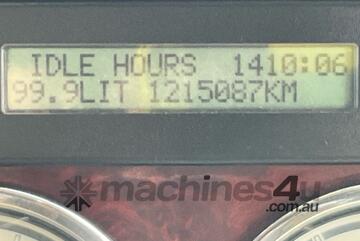 IDLE HOURS 1410:06
99.9LIT 1215087KM
machines4u
.com.au